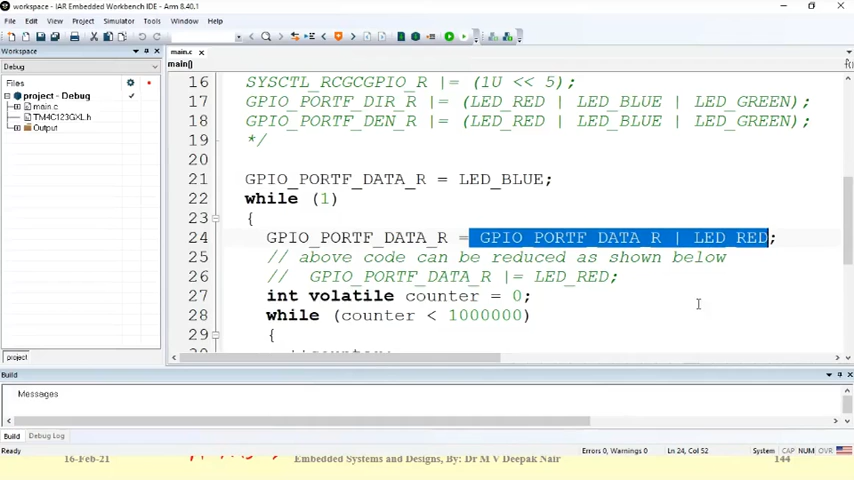 workspace - IAR Embedded Workbench IDE - Arm 8.40.1
File Edit View Project Simulator Tools Window Help
Workspace
main.c
Debug
main()
Files
project - Debug
main.c
TM4C123GXL.h
Output
project
16 SYSCTL_RCGCGPIO_R |= (1U << 5);
17 GPIO_PORTF_DIR_R |= (LED_RED | LED_BLUE | LED_GREEN);
18 GPIO_PORTF_DEN_R |= (LED_RED | LED_BLUE | LED_GREEN);
19 */
20
21 GPIO_PORTF_DATA_R = LED_BLUE;
22 while (1)
23 {
24 GPIO_PORTF_DATA_R = GPIO_PORTF_DATA_R | LED_RED;
25 // above code can be reduced as shown below
26 // GPIO_PORTF_DATA_R |= LED_RED;
27 int volatile counter = 0;
28 while (counter < 1000000)
29 {
Build
Messages
Build Debug Log
Ready Errors 0, Warnings 0 Ln 24, Col 52 System CAP NUM OVR
16-Feb-21 Embedded Systems and Designs, By: Dr M V Deepak Nair 144